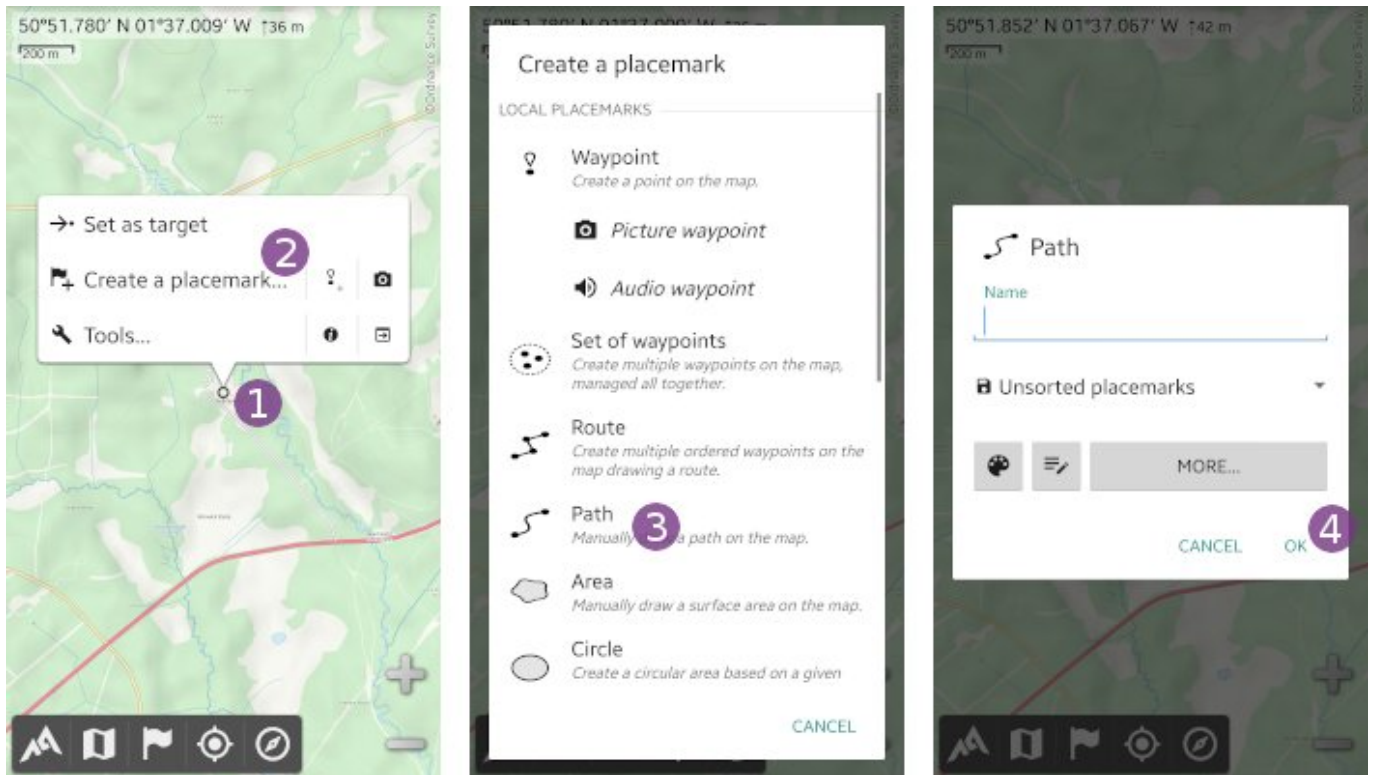 50°51.780' N 01°37.009' W ↑36 m
200 m
©Ordnance Survey
Set as target
2
Create a placemark...
Tools...
1
Create a placemark
LOCAL PLACEMARKS
Waypoint
Create a point on the map.
Picture waypoint
Audio waypoint
Set of waypoints
Create multiple waypoints on the map,
managed all together.
Route
Create multiple ordered waypoints on the
map drawing a route.
Path
3
Manually a path on the map.
Area
Manually draw a surface area on the map.
Circle
Create a circular area based on a given
CANCEL
50°51.852' N 01°37.067' W ↑42 m
200 m
©Ordnance Survey
Path
Name
Unsorted placemarks
MORE...
4
CANCEL
OK